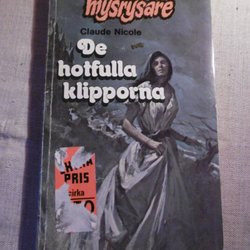 mysrysare
Claude Nicole
De
hotfulla
klipporna
PRIS
cirka